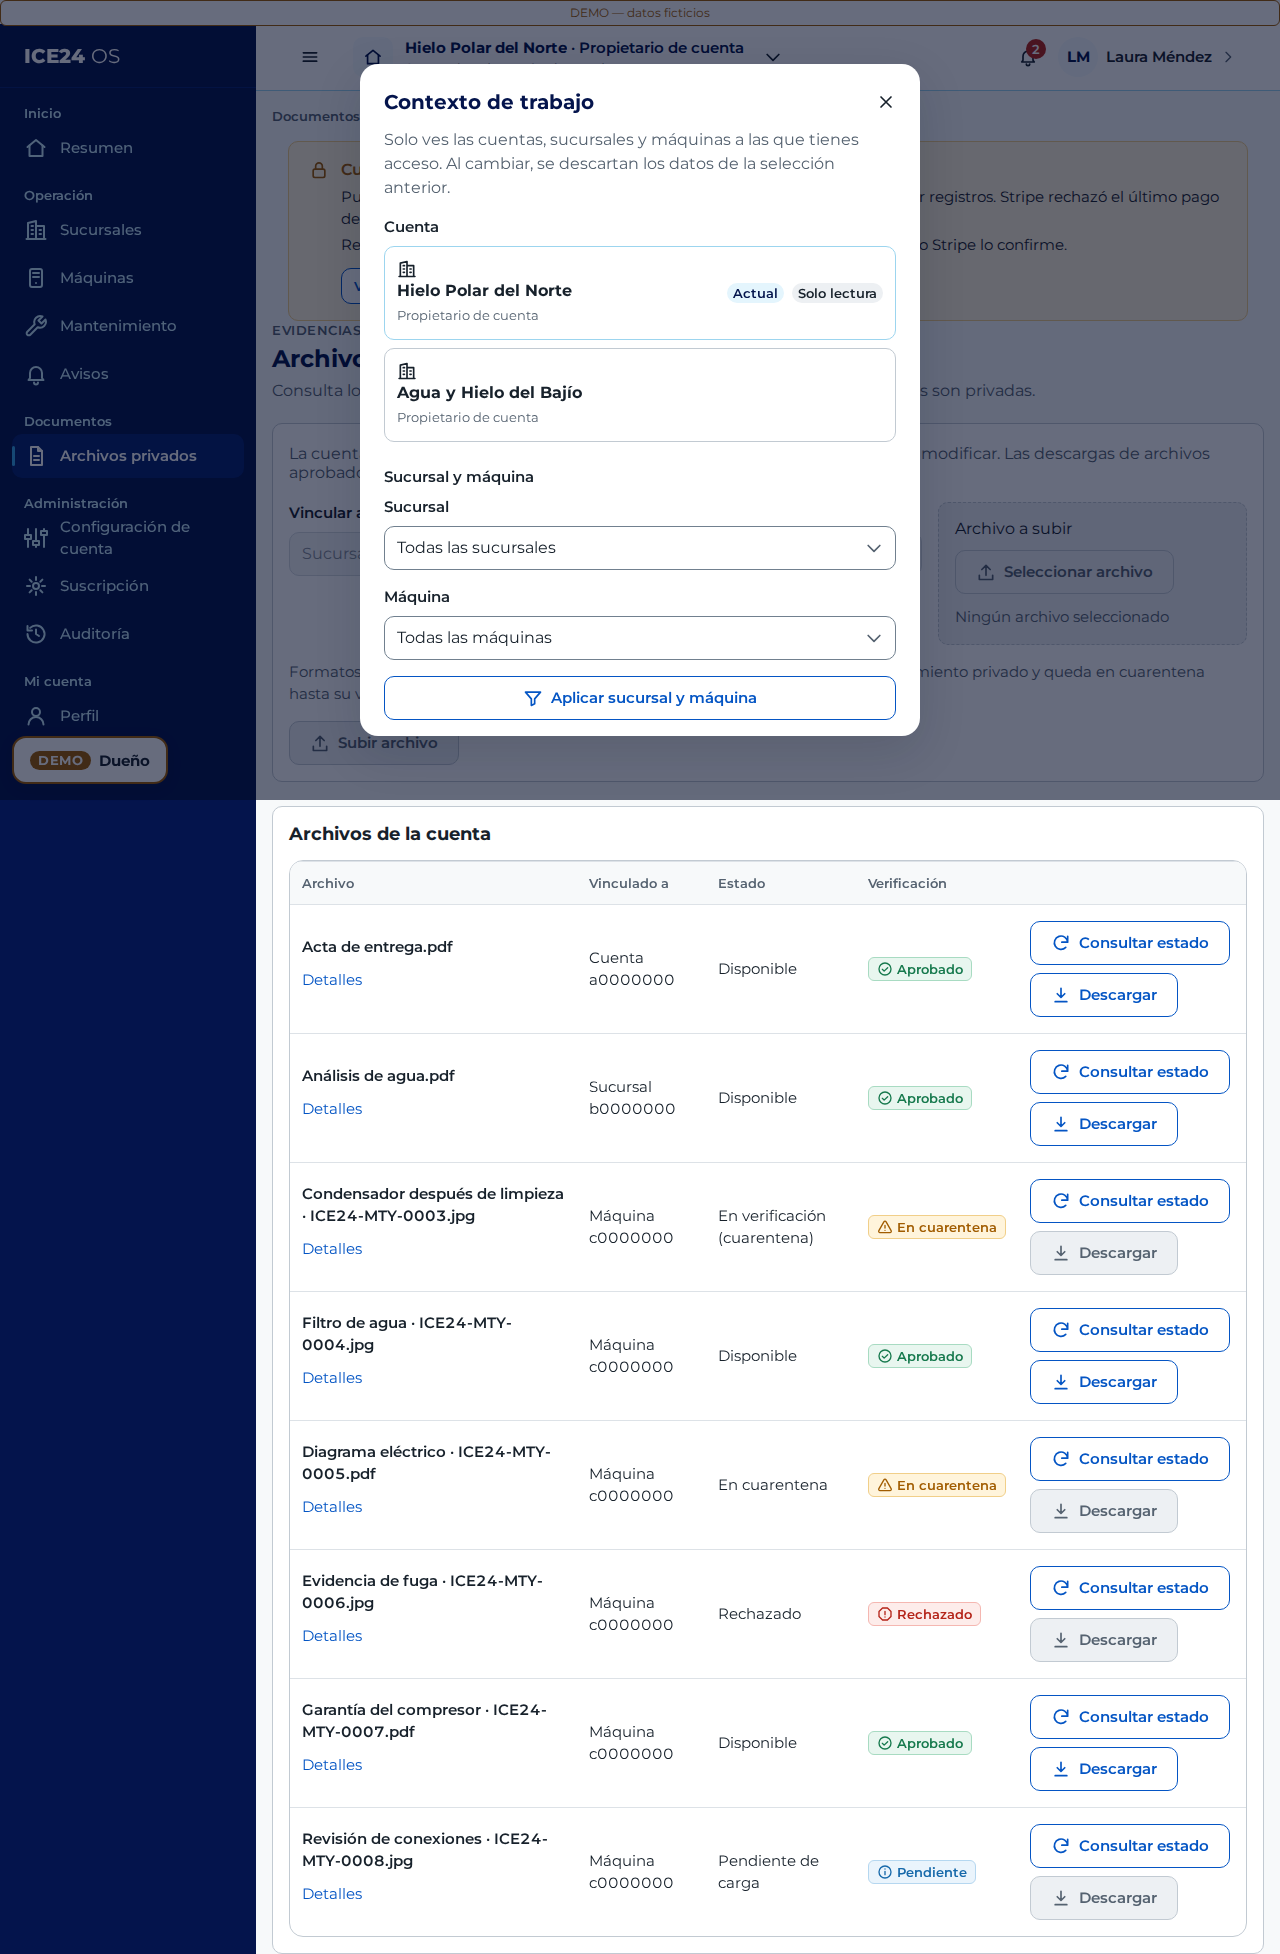 DEMO — datos ficticios
ICE24 OS
Hielo Polar del Norte · Propietario de cuenta
2
LM Laura Méndez
Inicio
Resumen
Operación
Sucursales
Máquinas
Mantenimiento
Avisos
Documentos
Archivos privados
Administración
Configuración de
cuenta
Suscripción
Auditoría
Mi cuenta
Perfil
DEMO Dueño
Documentos
registros. Stripe rechazó el último pago
de
Stripe lo confirme.
EVIDENCIAS
Consulta
son privadas.
La
modificar. Las descargas de archivos
Vincular
Archivo a subir
Seleccionar archivo
Ningún archivo seleccionado
Formatos
privado y queda en cuarentena
hasta su
Subir archivo
Contexto de trabajo
Solo ves las cuentas, sucursales y máquinas a las que tienes
acceso. Al cambiar, se descartan los datos de la selección
anterior.
Cuenta
Hielo Polar del Norte
Propietario de cuenta
Actual
Solo lectura
Agua y Hielo del Bajío
Propietario de cuenta
Sucursal y máquina
Sucursal
Todas las sucursales
Máquina
Todas las máquinas
Aplicar sucursal y máquina
Archivos de la cuenta
Archivo Vinculado a Estado Verificación
Acta de entrega.pdf
Detalles
Cuenta
a0000000
Disponible
Aprobado
Consultar estado
Descargar
Análisis de agua.pdf
Detalles
Sucursal
b0000000
Disponible
Aprobado
Consultar estado
Descargar
Condensador después de limpieza
· ICE24-MTY-0003.jpg
Detalles
Máquina
c0000000
En verificación
(cuarentena)
En cuarentena
Consultar estado
Descargar
Filtro de agua · ICE24-MTY-
0004.jpg
Detalles
Máquina
c0000000
Disponible
Aprobado
Consultar estado
Descargar
Diagrama eléctrico · ICE24-MTY-
0005.pdf
Detalles
Máquina
c0000000
En cuarentena
En cuarentena
Consultar estado
Descargar
Evidencia de fuga · ICE24-MTY-
0006.jpg
Detalles
Máquina
c0000000
Rechazado
Rechazado
Consultar estado
Descargar
Garantía del compresor · ICE24-
MTY-0007.pdf
Detalles
Máquina
c0000000
Disponible
Aprobado
Consultar estado
Descargar
Revisión de conexiones · ICE24-
MTY-0008.jpg
Detalles
Máquina
c0000000
Pendiente de
carga
Pendiente
Consultar estado
Descargar